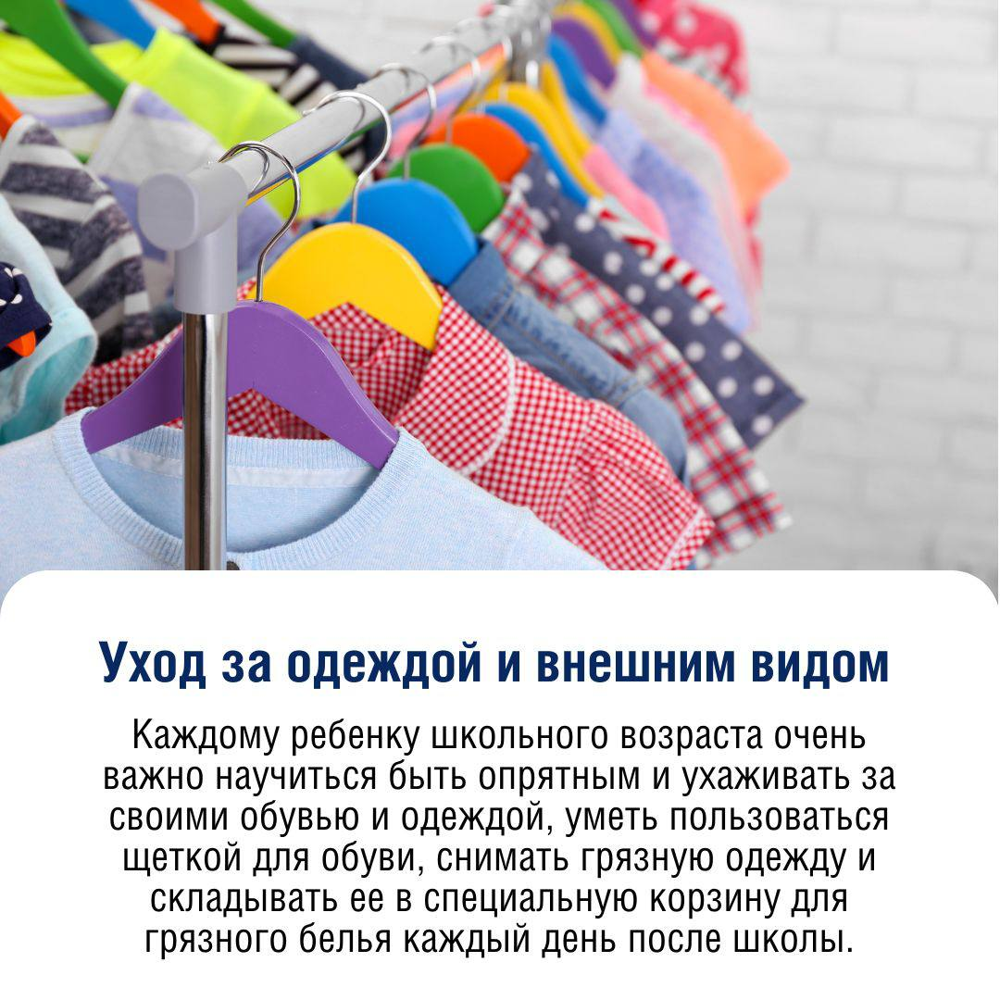 Уход за одеждой и внешним видом
Каждому ребенку школьного возраста очень
важно научиться быть опрятным и ухаживать за
своими обувью и одеждой, уметь пользоваться
щеткой для обуви, снимать грязную одежду и
складывать ее в специальную корзину для
грязного белья каждый день после школы.